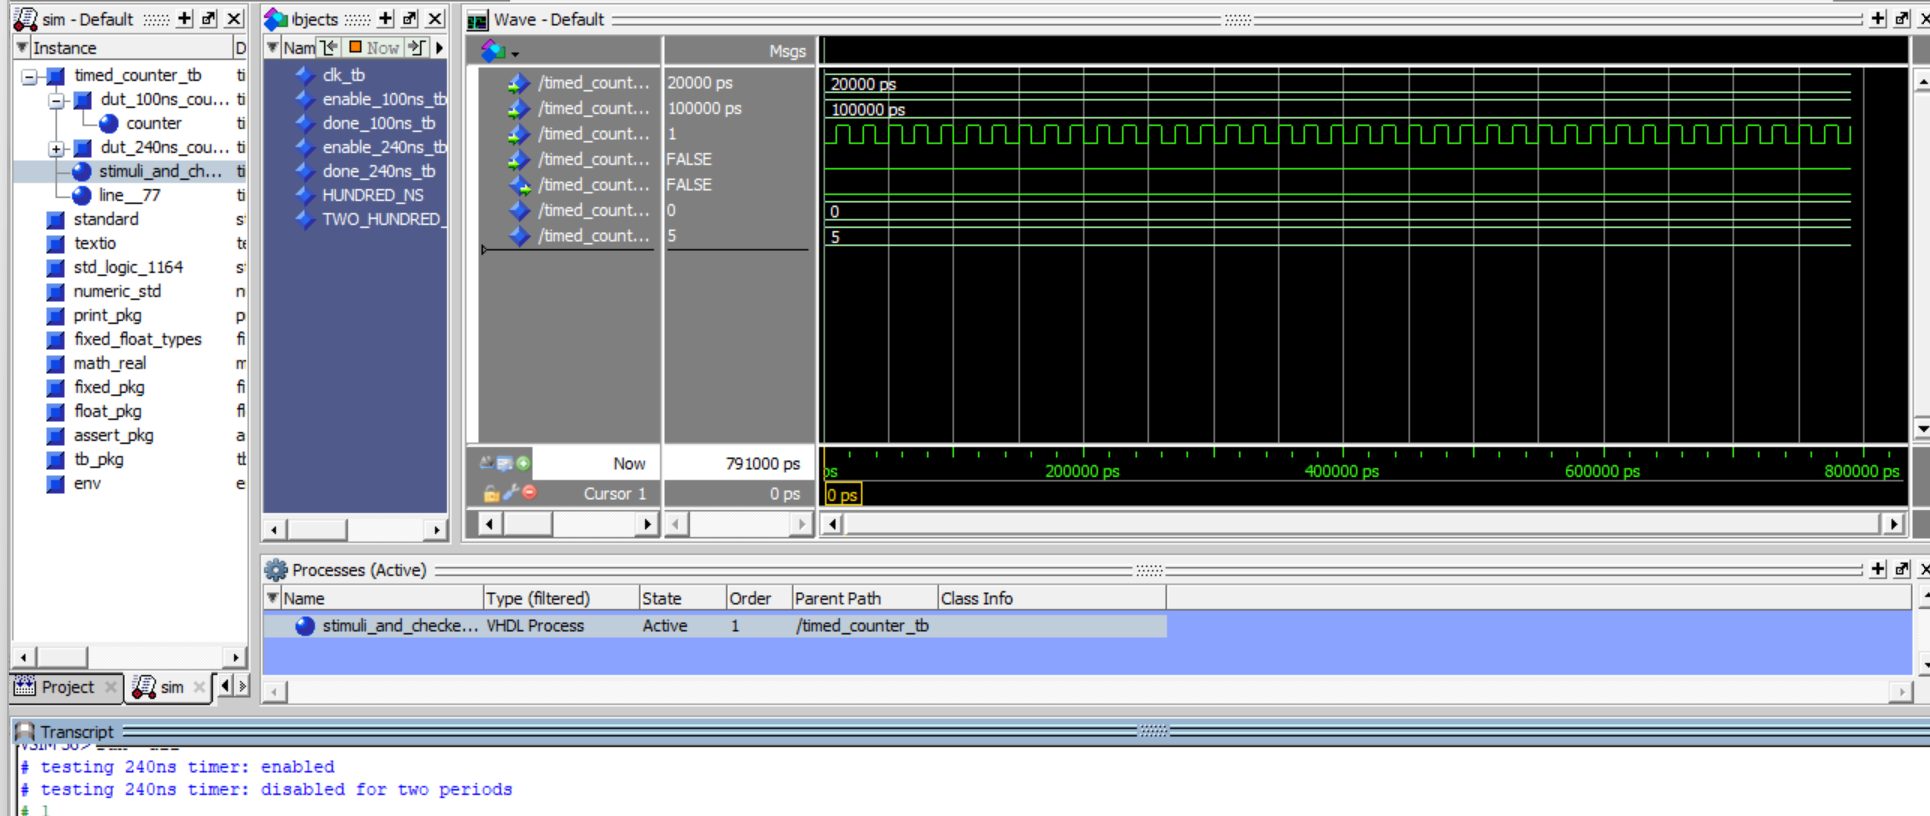 sim - Default
Instance D
timed_counter_tb ti
dut_100ns_cou... ti
counter ti
dut_240ns_cou... ti
stimuli_and_ch... ti
line__77 ti
standard st
textio te
std_logic_1164 st
numeric_std n
print_pkg p
fixed_float_types fi
math_real m
fixed_pkg fi
float_pkg fl
assert_pkg a
tb_pkg tb
env e
Project
sim
bjects
Nam Now
clk_tb
enable_100ns_tb
done_100ns_tb
enable_240ns_tb
done_240ns_tb
HUNDRED_NS
TWO_HUNDRED_
Wave - Default
Msgs
/timed_count... 20000 ps 20000 ps
/timed_count... 100000 ps 100000 ps
/timed_count... 1
/timed_count... FALSE
/timed_count... FALSE
/timed_count... 0 0
/timed_count... 5 5
Now 791000 ps ps 200000 ps 400000 ps 600000 ps 800000 ps
Cursor 1 0 ps 0 ps
Processes (Active)
Name Type (filtered) State Order Parent Path Class Info
stimuli_and_checke... VHDL Process Active 1 /timed_counter_tb
Transcript
# testing 240ns timer: enabled
# testing 240ns timer: disabled for two periods
# 1